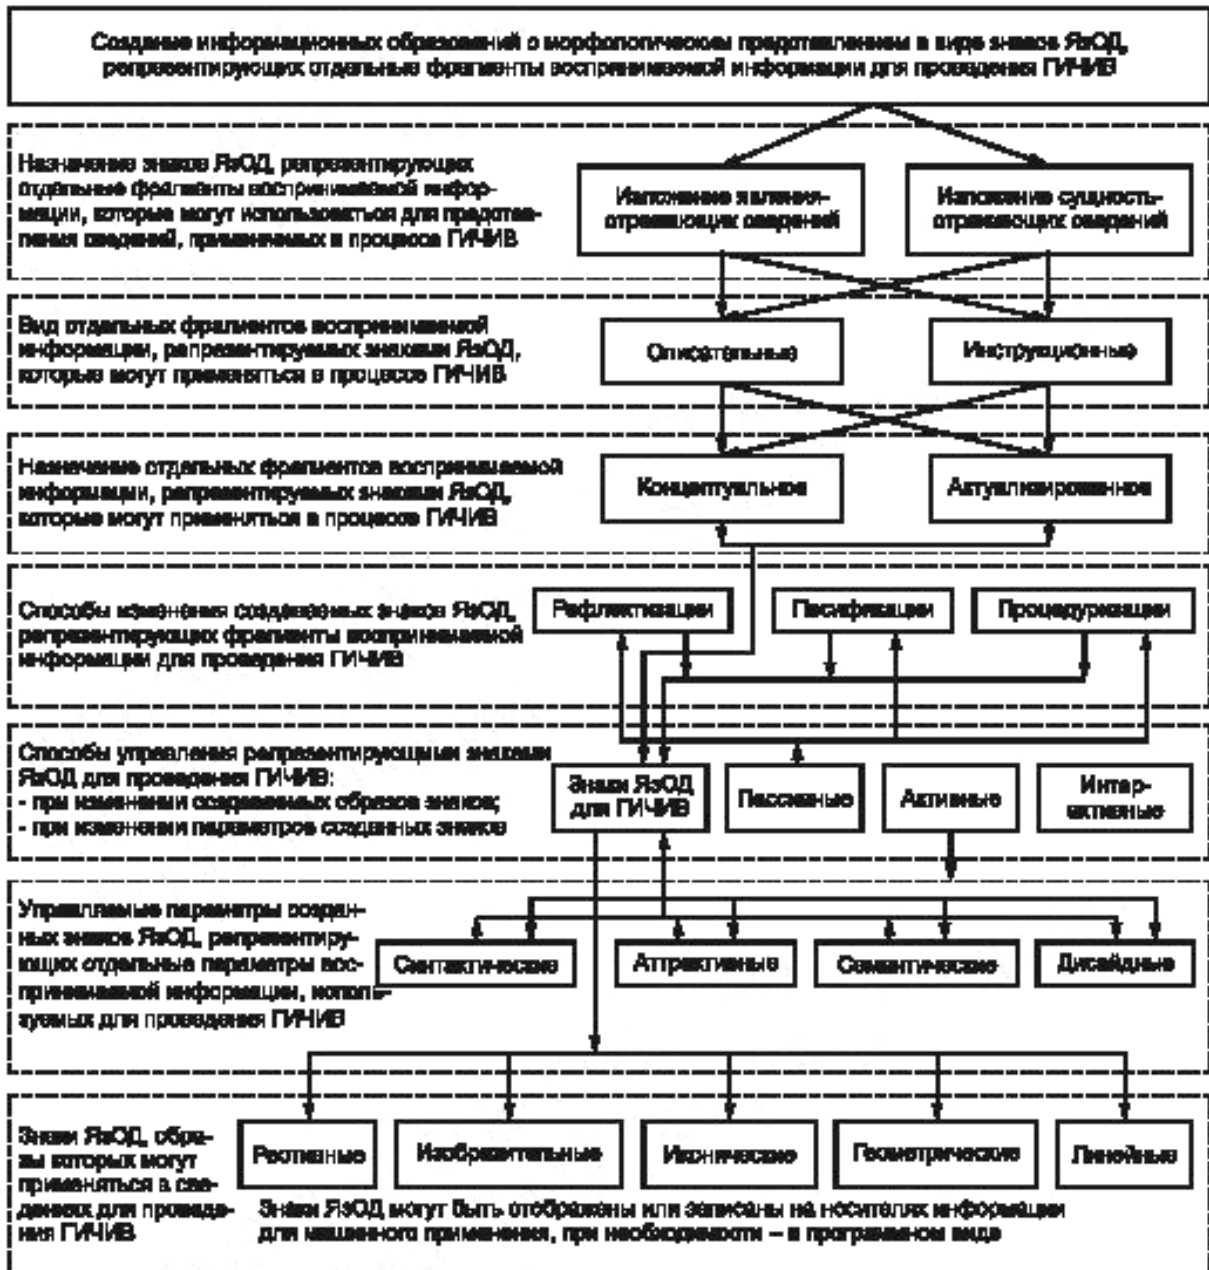 Создание информационных образований с морфологическим представлением в виде знаков ЯзОД,
репрезентирующих отдельные фрагменты воспринимаемой информации для проведения ГИЧИВ
Назначение знаков ЯзОД, репрезентирующих
отдельные фрагменты воспринимаемой инфор-
мации, которые могут использоваться для представ-
ления сведений, применяемых в процессе ГИЧИВ
Изложение явления-
отражающих сведений
Изложение сущность-
отражающих сведений
Вид отдельных фрагментов воспринимаемой
информации, репрезентируемых знаками ЯзОД,
которые могут применяться в процессе ГИЧИВ
Описательные
Инструкционные
Назначение отдельных фрагментов воспринимаемой
информации, репрезентируемых знаками ЯзОД,
которые могут применяться в процессе ГИЧИВ
Концептуальное
Актуализированное
Способы изменения создаваемых знаков ЯзОД,
репрезентирующих фрагменты воспринимаемой
информации для проведения ГИЧИВ
Рефлектизации
Пасификации
Процедуризации
Способы управления репрезентирующими знаками
ЯзОД для проведения ГИЧИВ:
- при изменении создаваемых образов знаков;
- при изменении параметров созданных знаков
Знаки ЯзОД
для ГИЧИВ
Пассивные
Активные
Интер-
активные
Управляемые параметры создан-
ных знаков ЯзОД, репрезентиру-
ющих отдельные параметры вос-
принимаемой информации, исполь-
зуемых для проведения ГИЧИВ
Синтактические
Аттрактивные
Семантические
Дисайдные
Знаки ЯзОД, обра-
зы которых могут
применяться в све-
дениях для проведе-
ния ГИЧИВ
Изобразительные
Иконические
Геометрические
Линейные
Знаки ЯзОД могут быть отображены или записаны на носителях информации
для машинного применения, при необходимости – в программном виде